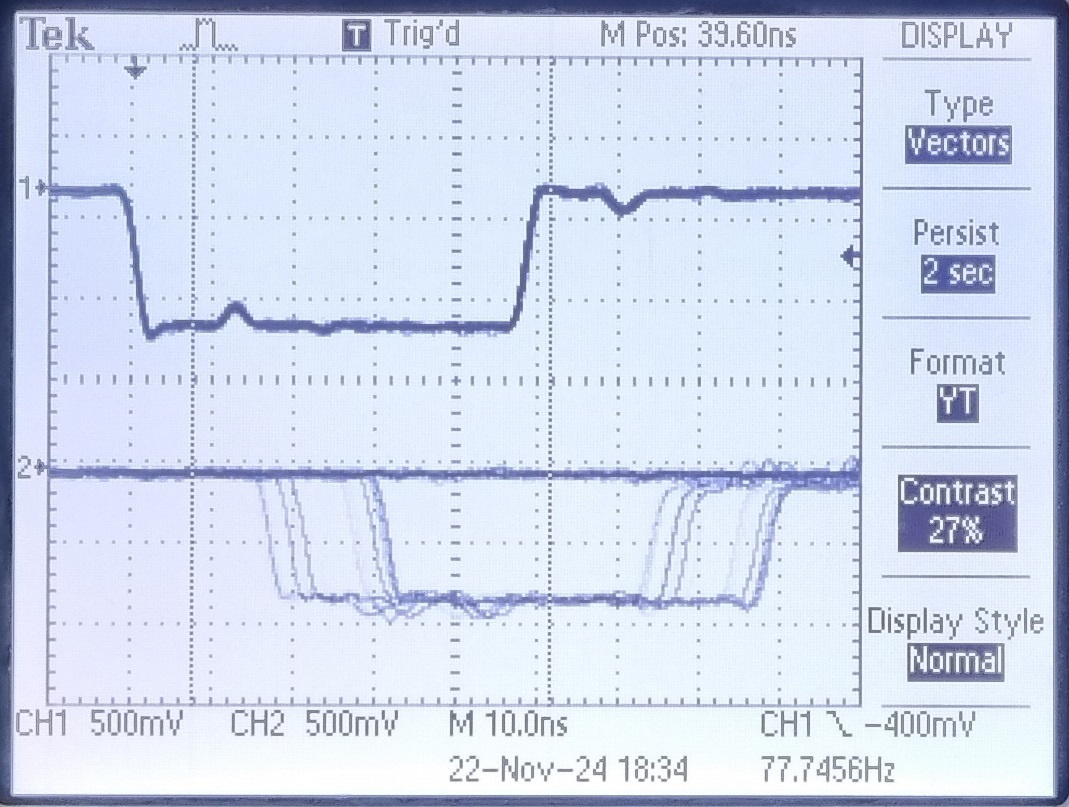 Tek T Trig'd M Pos: 39.60ns DISPLAY
Type
Vectors
1
Persist
2 sec
Format
YT
2
Contrast
27%
Display Style
Normal
CH1 500mV CH2 500mV M 10.0ns CH1 -400mV
22-Nov-24 18:34 77.7456Hz